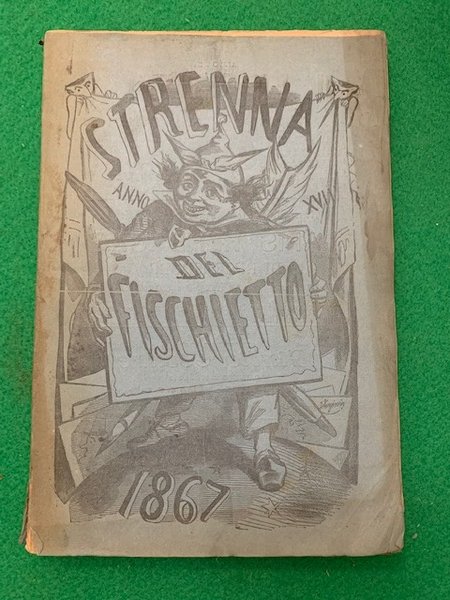 STRENNA
ANNO XVII
DEL
FISCHIETTO
1867